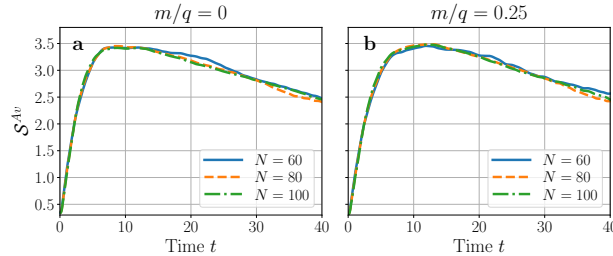 m/q = 0
m/q = 0.25
a
b
3.5
3.0
2.5
2.0
1.5
1.0
0.5
S^{Av}
N = 60
N = 80
N = 100
N = 60
N = 80
N = 100
0 10 20 30 40
0 10 20 30 40
Time t
Time t